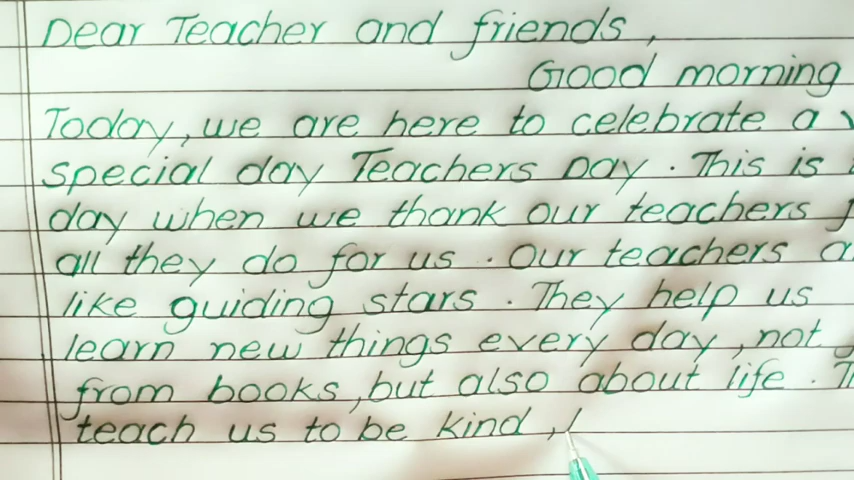 Dear Teacher and friends,
Good morning
Today, we are here to celebrate a
special day Teachers Day. This is
day when we thank our teachers
all they do for us. Our teachers
like guiding stars. They help us
learn new things every day, not
from books, but also about life.
teach us to be kind,